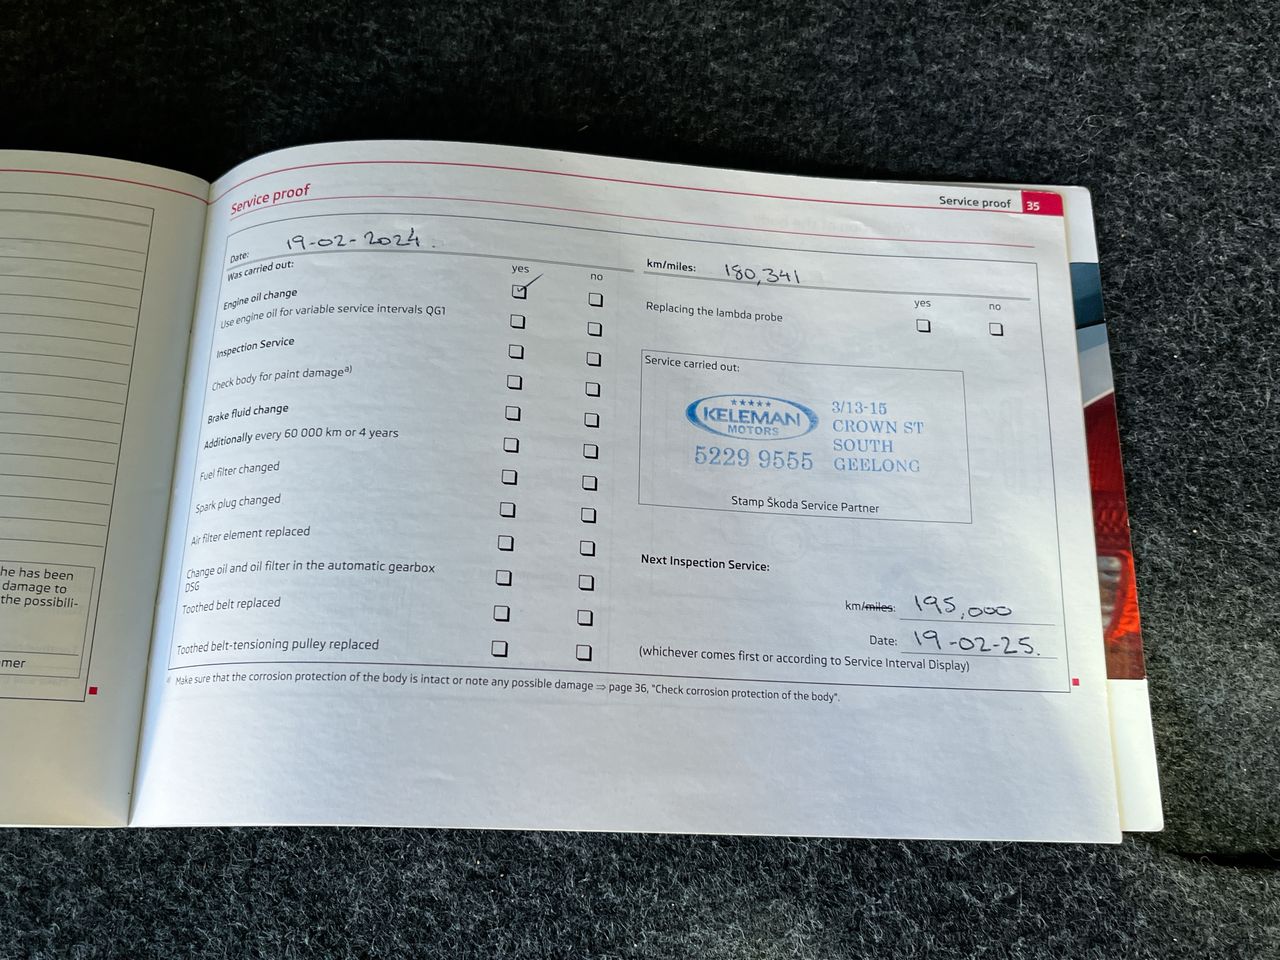 he has been
damage to
the possibili-
mer
Service proof
Service proof 35
Date: 19-02-2024.
km/miles: 180,341
Was carried out:
yes no
Engine oil change
Use engine oil for variable service intervals QG1
Inspection Service
Check body for paint damagea)
Brake fluid change
Additionally every 60 000 km or 4 years
Fuel filter changed
Spark plug changed
Air filter element replaced
Change oil and oil filter in the automatic gearbox
DSG
Toothed belt replaced
Toothed belt-tensioning pulley replaced
yes no
Replacing the lambda probe
Service carried out:
KELEMAN
MOTORS
5229 9555
3/13-15
CROWN ST
SOUTH
GEELONG
Stamp Škoda Service Partner
Next Inspection Service:
km/miles: 195,000
Date: 19-02-25.
(whichever comes first or according to Service Interval Display)
a) Make sure that the corrosion protection of the body is intact or note any possible damage ⇒ page 36, "Check corrosion protection of the body".